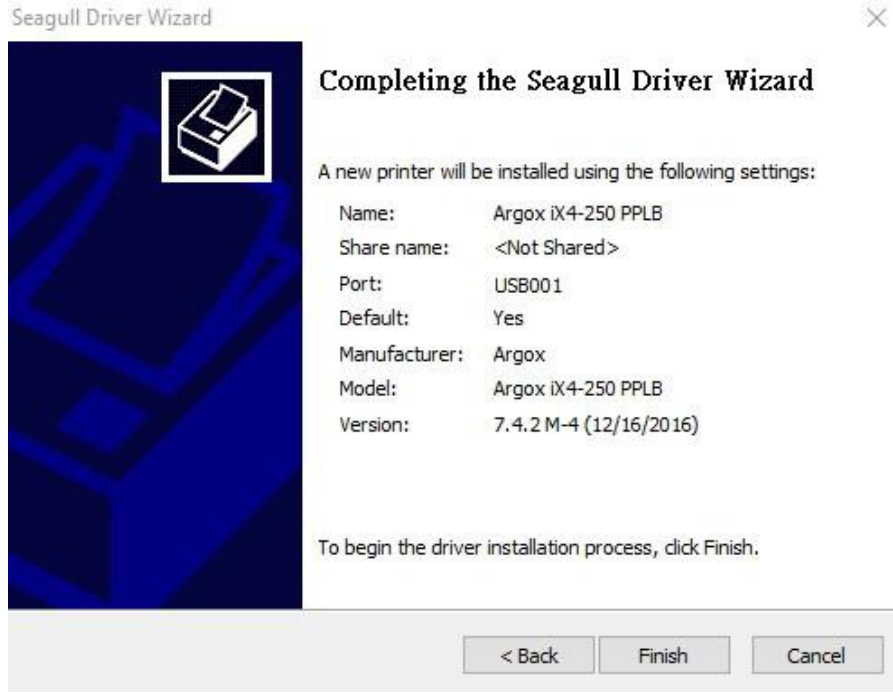 Seagull Driver Wizard
Completing the Seagull Driver Wizard
A new printer will be installed using the following settings:
Name: Argox iX4-250 PPLB
Share name: <Not Shared>
Port: USB001
Default: Yes
Manufacturer: Argox
Model: Argox iX4-250 PPLB
Version: 7.4.2 M-4 (12/16/2016)
To begin the driver installation process, click Finish.
< Back Finish Cancel